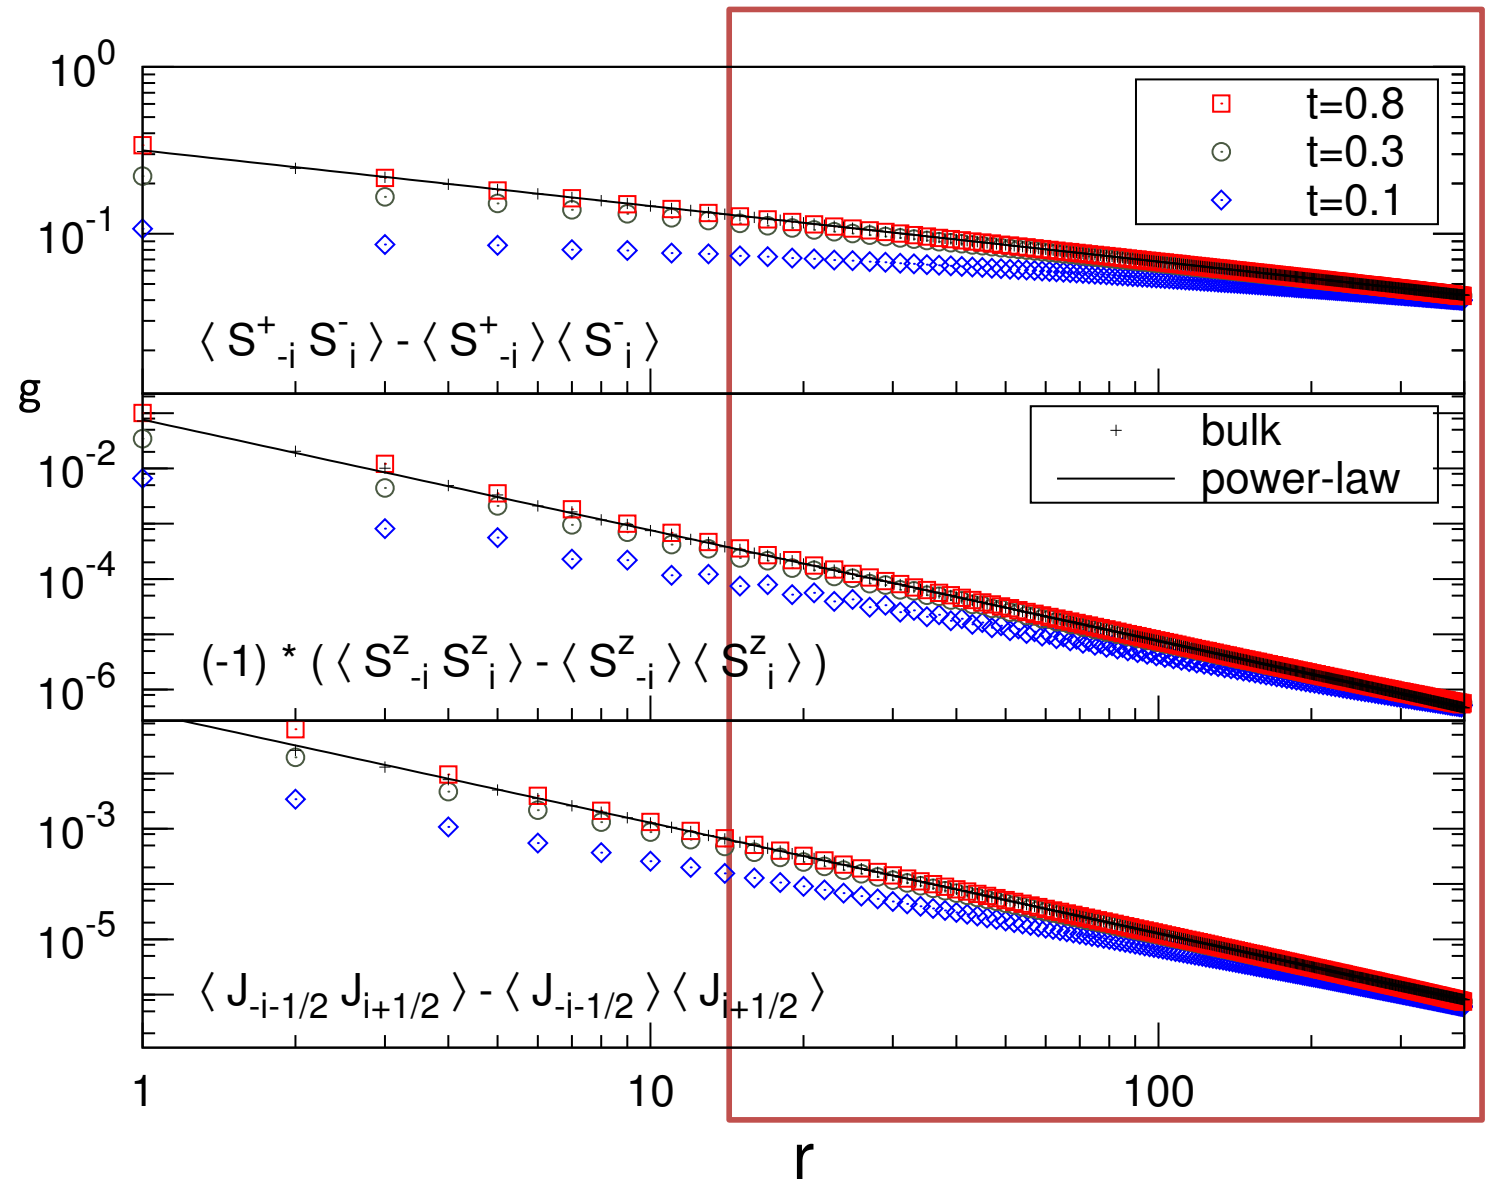 10^0
10^-1
t=0.8
t=0.3
t=0.1
⟨ S^+_-i S^-_i ⟩ - ⟨ S^+_-i ⟩ ⟨ S^-_i ⟩
g
10^-2
10^-4
10^-6
bulk
power-law
(-1) * ( ⟨ S^z_-i S^z_i ⟩ - ⟨ S^z_-i ⟩ ⟨ S^z_i ⟩ )
10^-3
10^-5
⟨ J_-i-1/2 J_i+1/2 ⟩ - ⟨ J_-i-1/2 ⟩ ⟨ J_i+1/2 ⟩
1 10 100
r